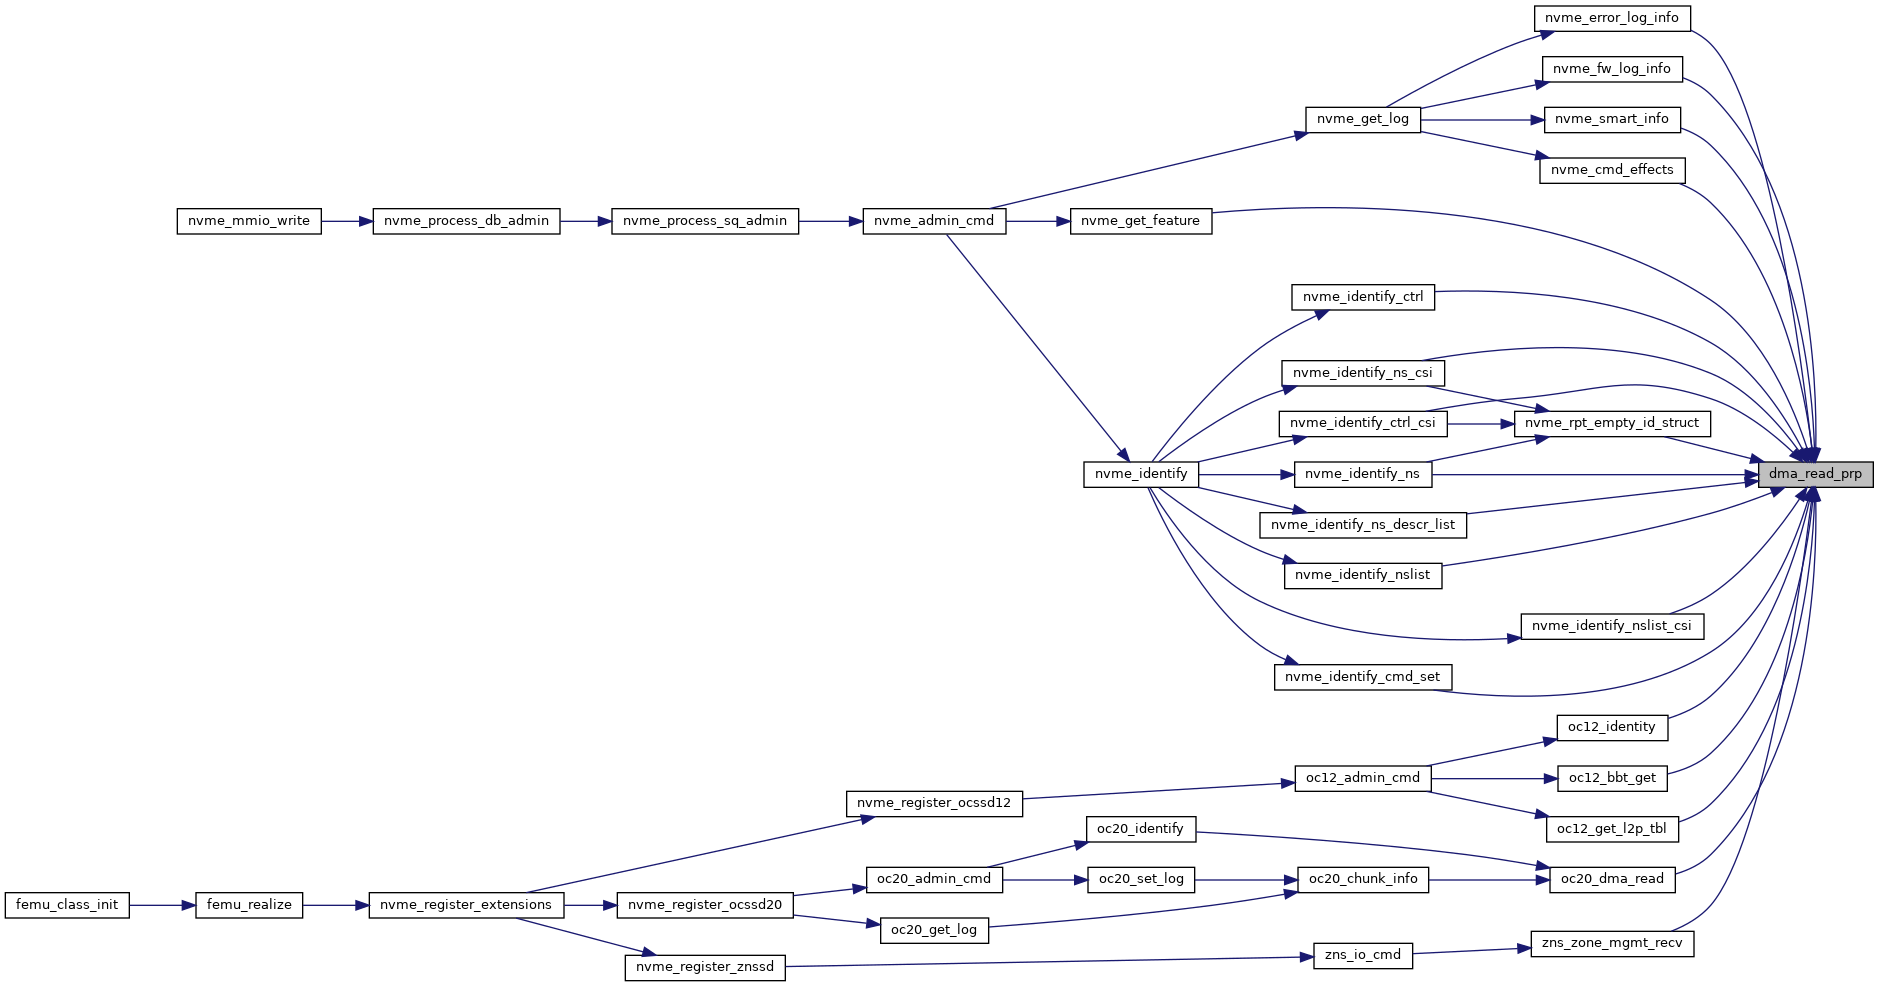 nvme_error_log_info
nvme_fw_log_info
nvme_get_log
nvme_smart_info
nvme_cmd_effects
nvme_mmio_write
nvme_process_db_admin
nvme_process_sq_admin
nvme_admin_cmd
nvme_get_feature
nvme_identify_ctrl
nvme_identify_ns_csi
nvme_identify_ctrl_csi
nvme_rpt_empty_id_struct
nvme_identify
nvme_identify_ns
dma_read_prp
nvme_identify_ns_descr_list
nvme_identify_nslist
nvme_identify_nslist_csi
nvme_identify_cmd_set
oc12_identity
oc12_admin_cmd
oc12_bbt_get
nvme_register_ocssd12
oc20_identify
oc12_get_l2p_tbl
oc20_admin_cmd
oc20_set_log
oc20_chunk_info
oc20_dma_read
femu_class_init
femu_realize
nvme_register_extensions
nvme_register_ocssd20
oc20_get_log
zns_zone_mgmt_recv
zns_io_cmd
nvme_register_znssd